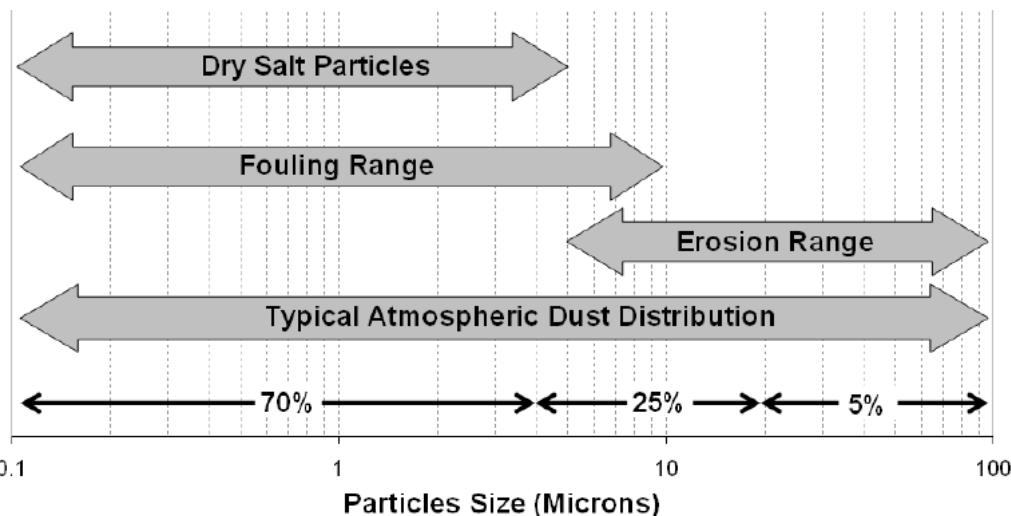 Dry Salt Particles
Fouling Range
Erosion Range
Typical Atmospheric Dust Distribution
70% 25% 5%
0.1 1 10 100
Particles Size (Microns)